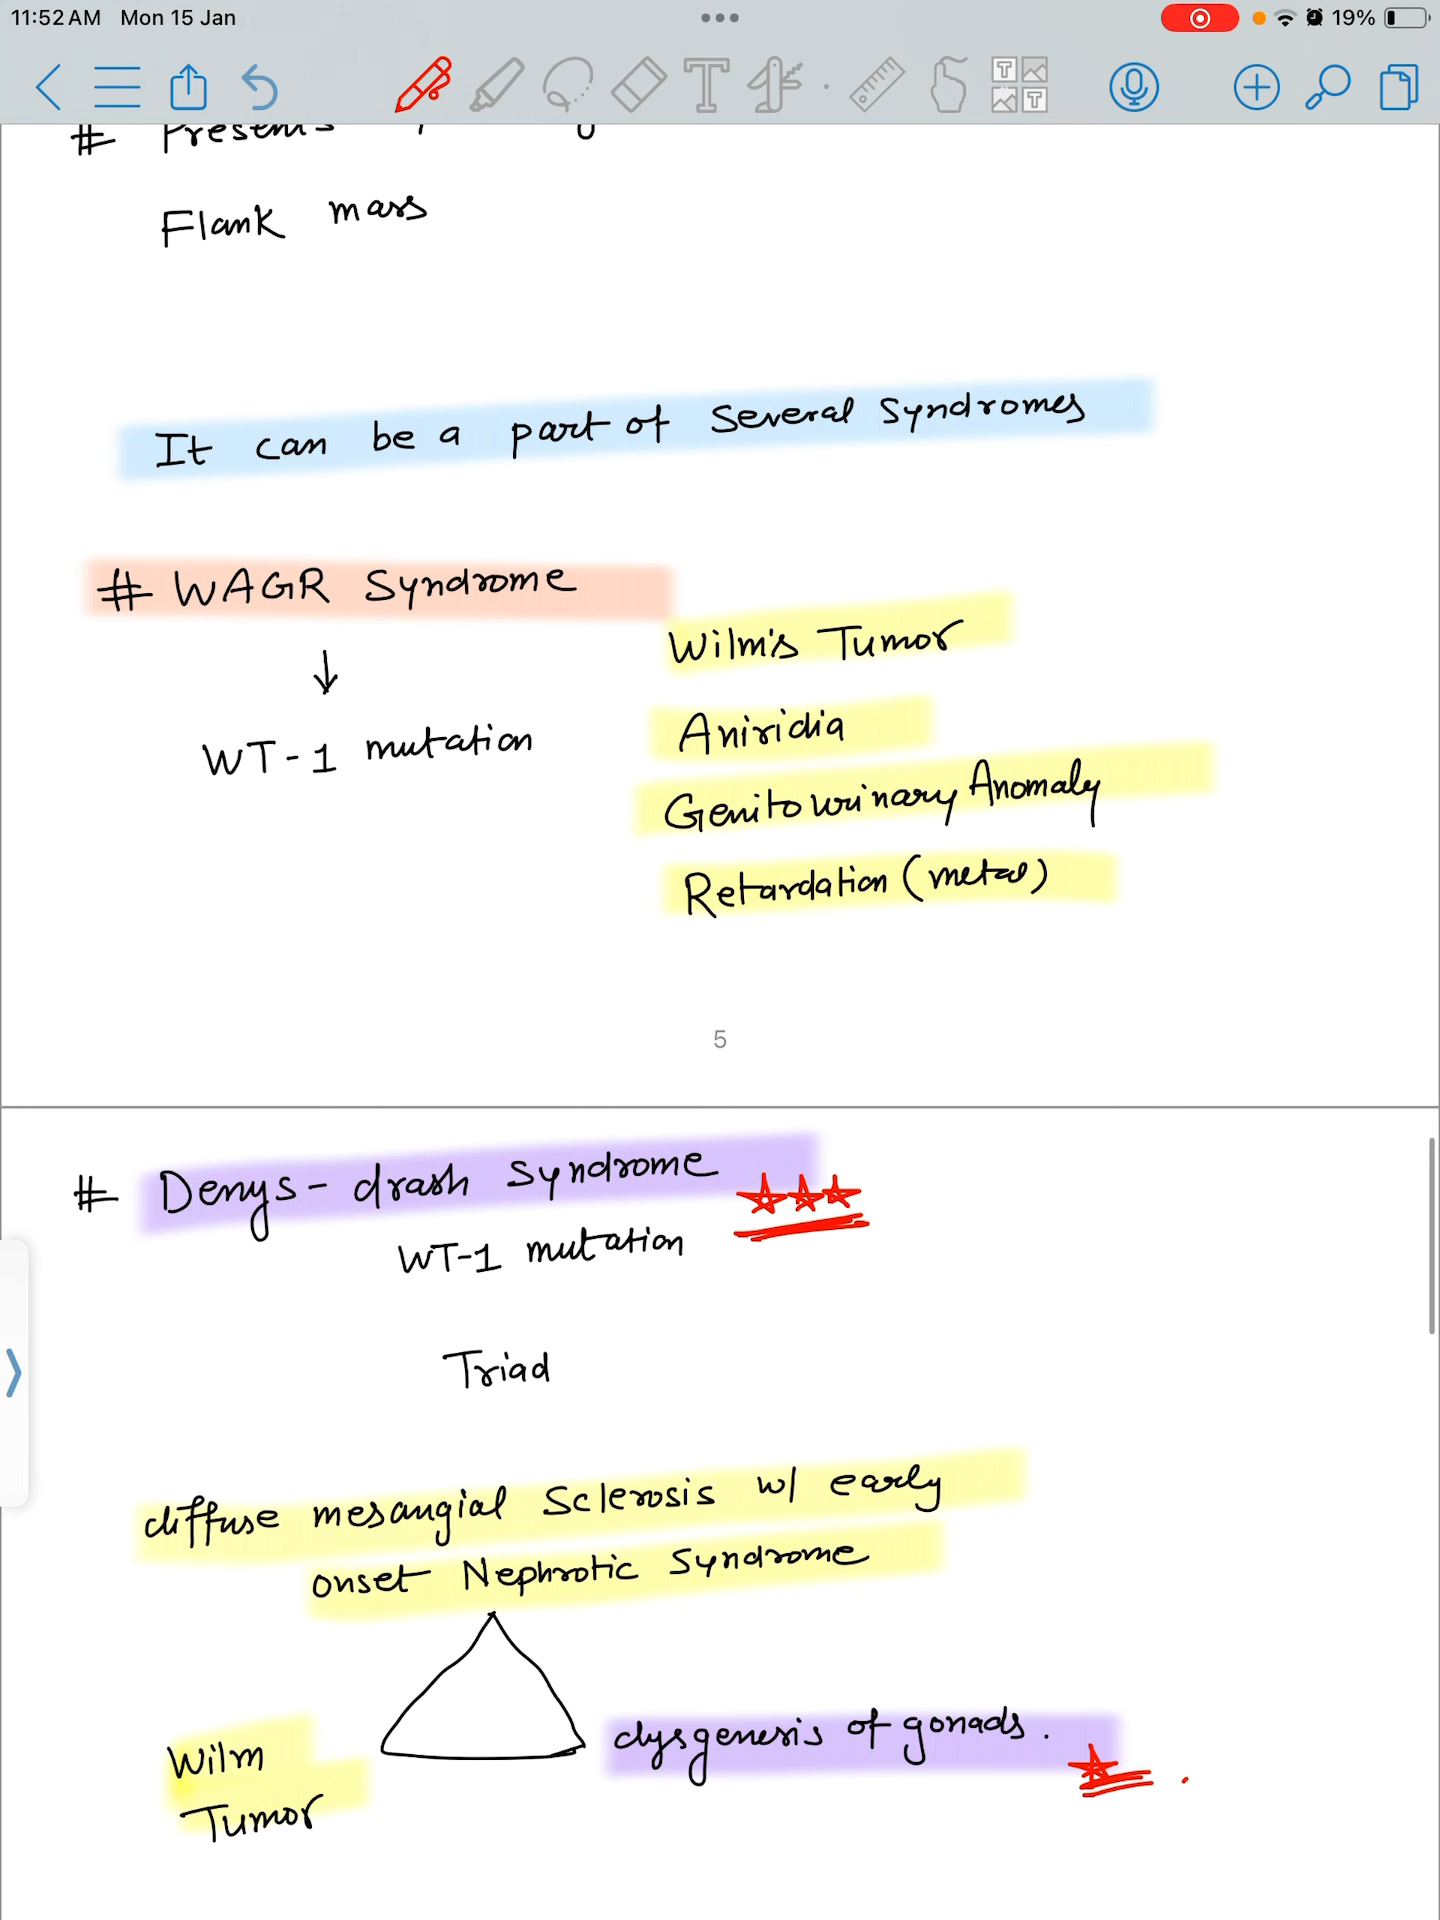 11:52 AM Mon 15 Jan
19%
# Presents
Flank mass
It can be a part of Several Syndromes
# WAGR Syndrome
Wilm's Tumor
WT-1 mutation
Aniridia
Genitourinary Anomaly
Retardation (metal)
5
# Denys-drash Syndrome
WT-1 mutation
Triad
diffuse mesangial Sclerosis w/ early
onset Nephrotic Syndrome
dysgenesis of gonads.
Wilm
Tumor